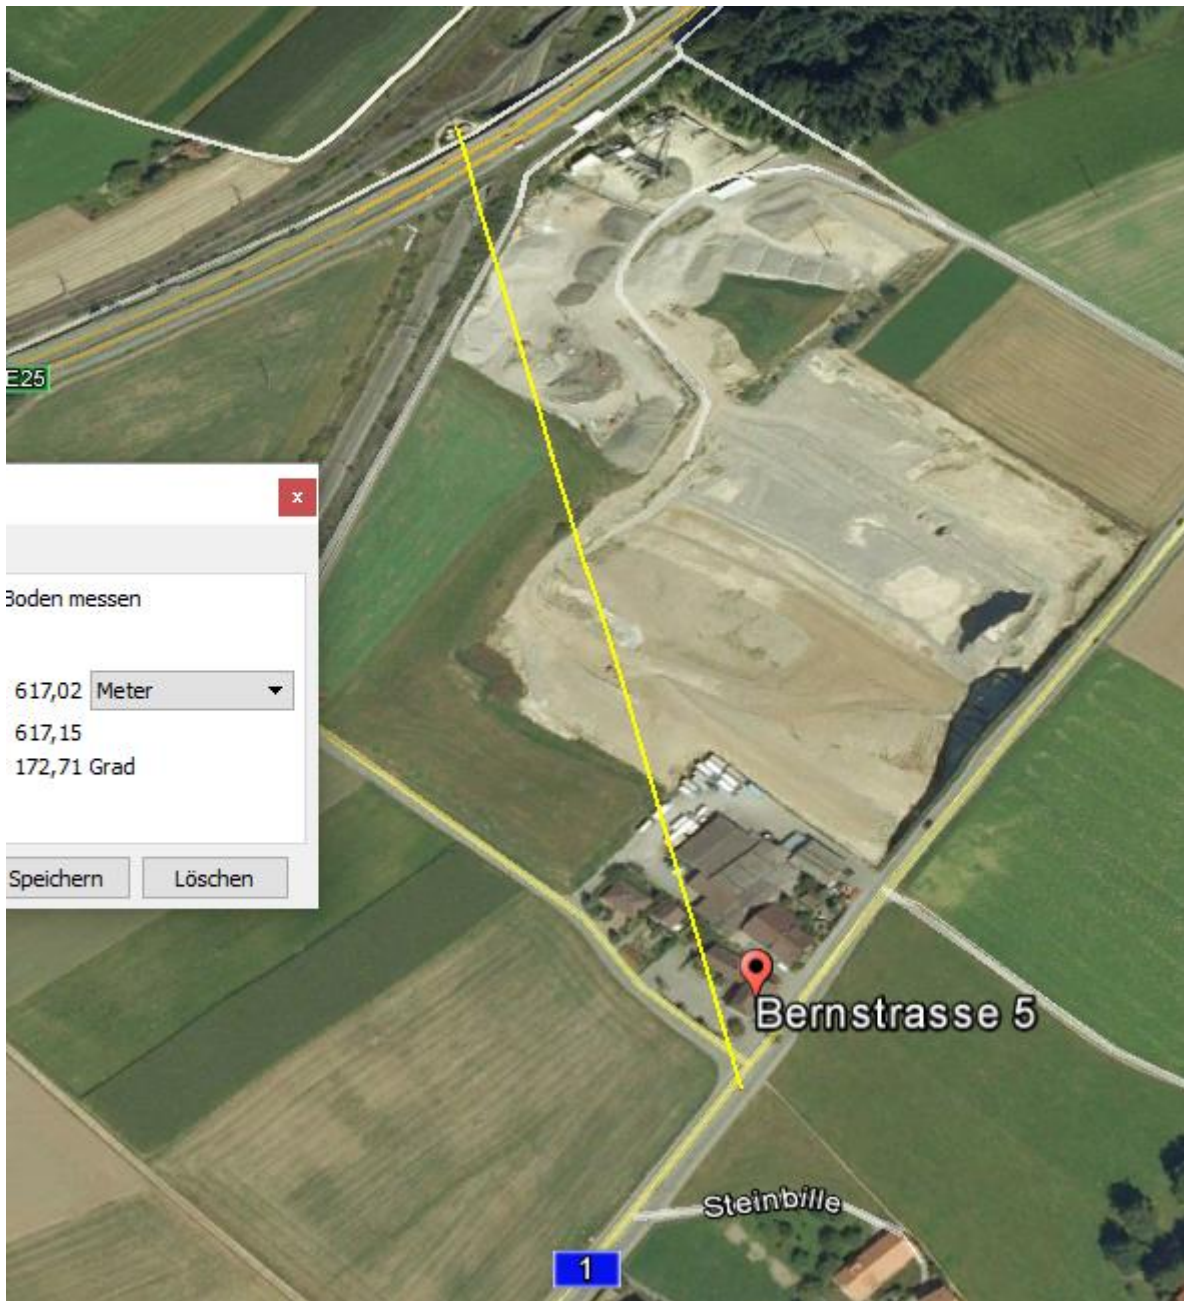 E25
x
Boden messen
617,02 Meter
617,15
172,71 Grad
Speichern Löschen
Bernstrasse 5
Steinbille
1